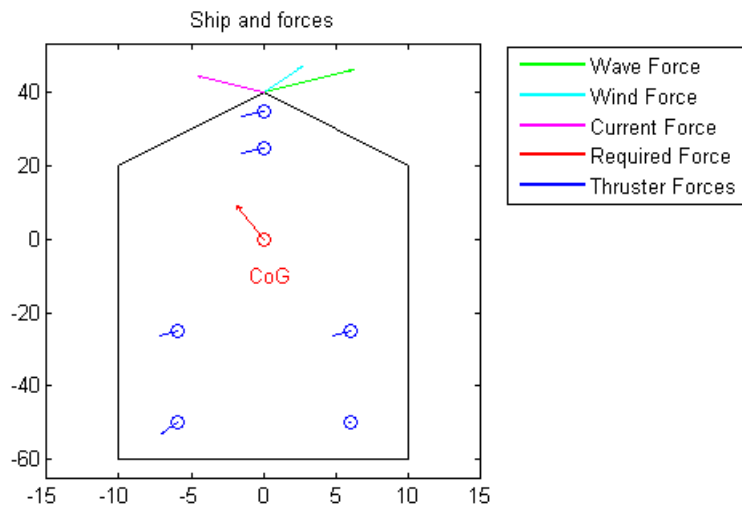 Ship and forces
40
20
0
-20
-40
-60
CoG
-15 -10 -5 0 5 10 15
Wave Force
Wind Force
Current Force
Required Force
Thruster Forces